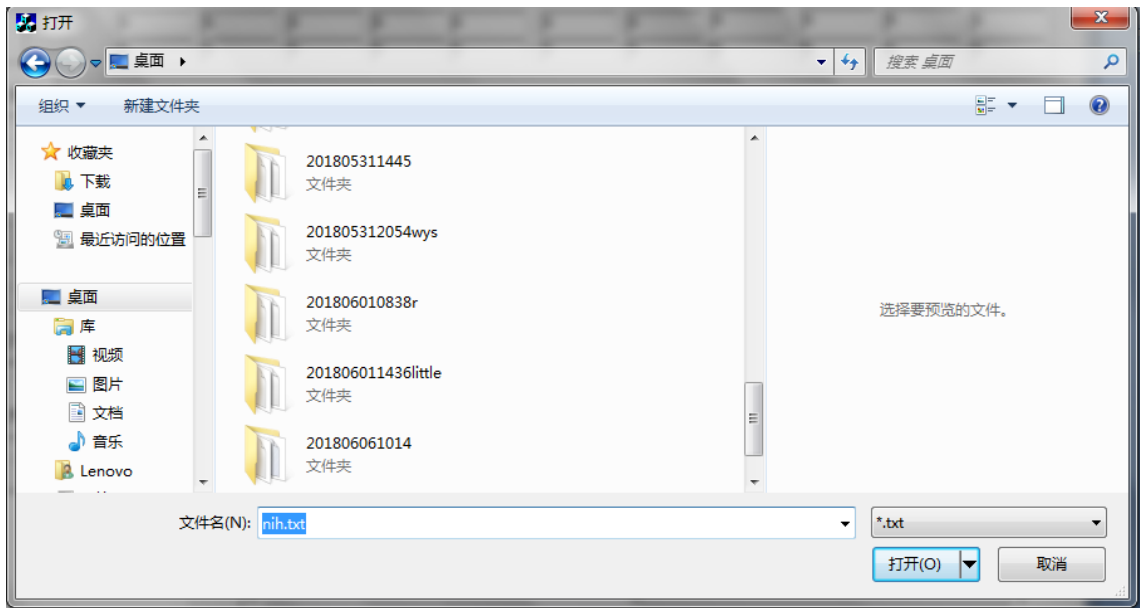 打开
桌面
搜索 桌面
组织
新建文件夹
收藏夹
下载
桌面
最近访问的位置
桌面
库
视频
图片
文档
音乐
Lenovo
201805311445
文件夹
201805312054wys
文件夹
201806010838r
文件夹
201806011436little
文件夹
201806061014
文件夹
选择要预览的文件。
文件名(N):
nih.txt
*.txt
打开(O)
取消